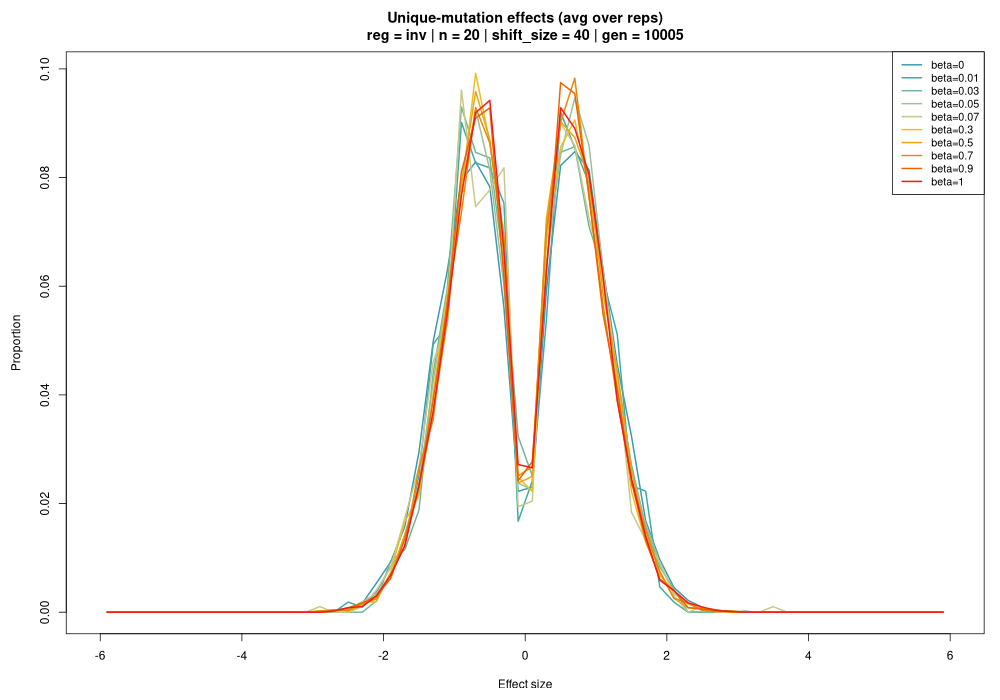 Unique-mutation effects (avg over reps)
reg = inv | n = 20 | shift_size = 40 | gen = 10005
beta=0
beta=0.01
beta=0.03
beta=0.05
beta=0.07
beta=0.3
beta=0.5
beta=0.7
beta=0.9
beta=1
Proportion
0.10
0.08
0.06
0.04
0.02
0.00
-6
-4
-2
0
2
4
6
Effect size